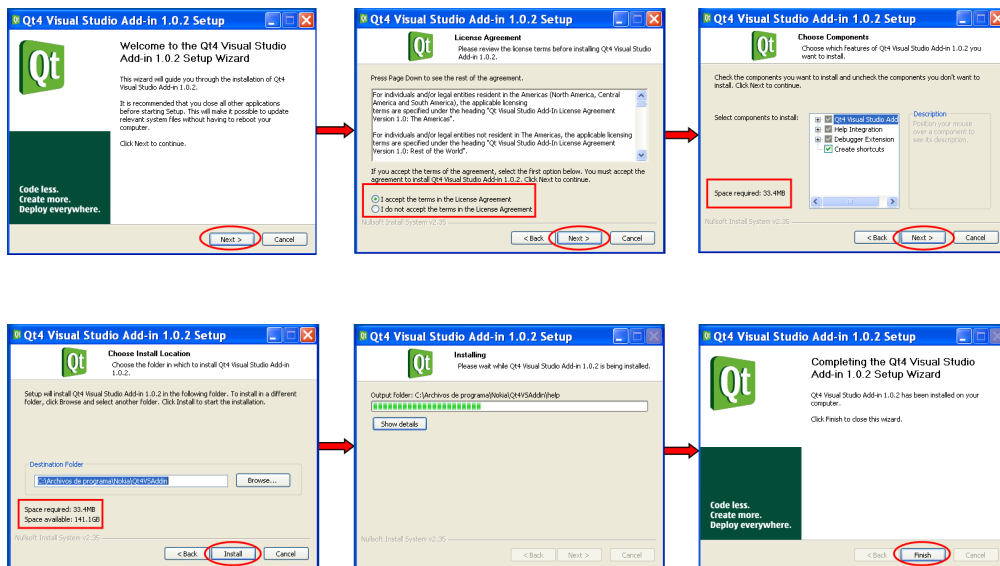 Qt4 Visual Studio Add-in 1.0.2 Setup
Qt
Welcome to the Qt4 Visual Studio
Add-in 1.0.2 Setup Wizard
This wizard will guide you through the installation of Qt4
Visual Studio Add-in 1.0.2.
It is recommended that you close all other applications
before starting Setup. This will make it possible to update
relevant system files without having to reboot your
computer.
Click Next to continue.
Code less.
Create more.
Deploy everywhere.
Next >
Cancel
Qt4 Visual Studio Add-in 1.0.2 Setup
Qt
License Agreement
Please review the license terms before installing Qt4 Visual Studio
Add-in 1.0.2.
Press Page Down to see the rest of the agreement.
For individuals and/or legal entities resident in the Americas (North America, Central
America and South America), the applicable licensing
terms are specified under the heading "Qt Visual Studio Add-In License Agreement
Version 1.0: The Americas".
For individuals and/or legal entities not resident in The Americas, the applicable licensing
terms are specified under the heading "Qt Visual Studio Add-In License Agreement
Version 1.0: Rest of the World".
If you accept the terms of the agreement, select the first option below. You must accept the
agreement to install Qt4 Visual Studio Add-in 1.0.2. Click Next to continue.
I accept the terms in the License Agreement
I do not accept the terms in the License Agreement
Nullsoft Install System v2.35
< Back
Next >
Cancel
Qt4 Visual Studio Add-in 1.0.2 Setup
Qt
Choose Components
Choose which features of Qt4 Visual Studio Add-in 1.0.2 you
want to install.
Check the components you want to install and uncheck the components you don't want to
install. Click Next to continue.
Select components to install:
Qt4 Visual Studio Add
Help Integration
Debugger Extension
Create shortcuts
Description
Position your mouse
over a component to
see its description.
Space required: 33.4MB
Nullsoft Install System v2.35
< Back
Next >
Cancel
Qt4 Visual Studio Add-in 1.0.2 Setup
Qt
Choose Install Location
Choose the folder in which to install Qt4 Visual Studio Add-in
1.0.2.
Setup will install Qt4 Visual Studio Add-in 1.0.2 in the following folder. To install in a different
folder, click Browse and select another folder. Click Install to start the installation.
Destination Folder
C:\Archivos de programa\Nokia\Qt4VSAddin
Browse...
Space required: 33.4MB
Space available: 141.1GB
Nullsoft Install System v2.35
< Back
Install
Cancel
Qt4 Visual Studio Add-in 1.0.2 Setup
Qt
Installing
Please wait while Qt4 Visual Studio Add-in 1.0.2 is being installed.
Output folder: C:\Archivos de programa\Nokia\Qt4VSAddin\help
Show details
Nullsoft Install System v2.35
< Back
Next >
Cancel
Qt4 Visual Studio Add-in 1.0.2 Setup
Qt
Completing the Qt4 Visual Studio
Add-in 1.0.2 Setup Wizard
Qt4 Visual Studio Add-in 1.0.2 has been installed on your
computer.
Click Finish to close this wizard.
Code less.
Create more.
Deploy everywhere.
< Back
Finish
Cancel